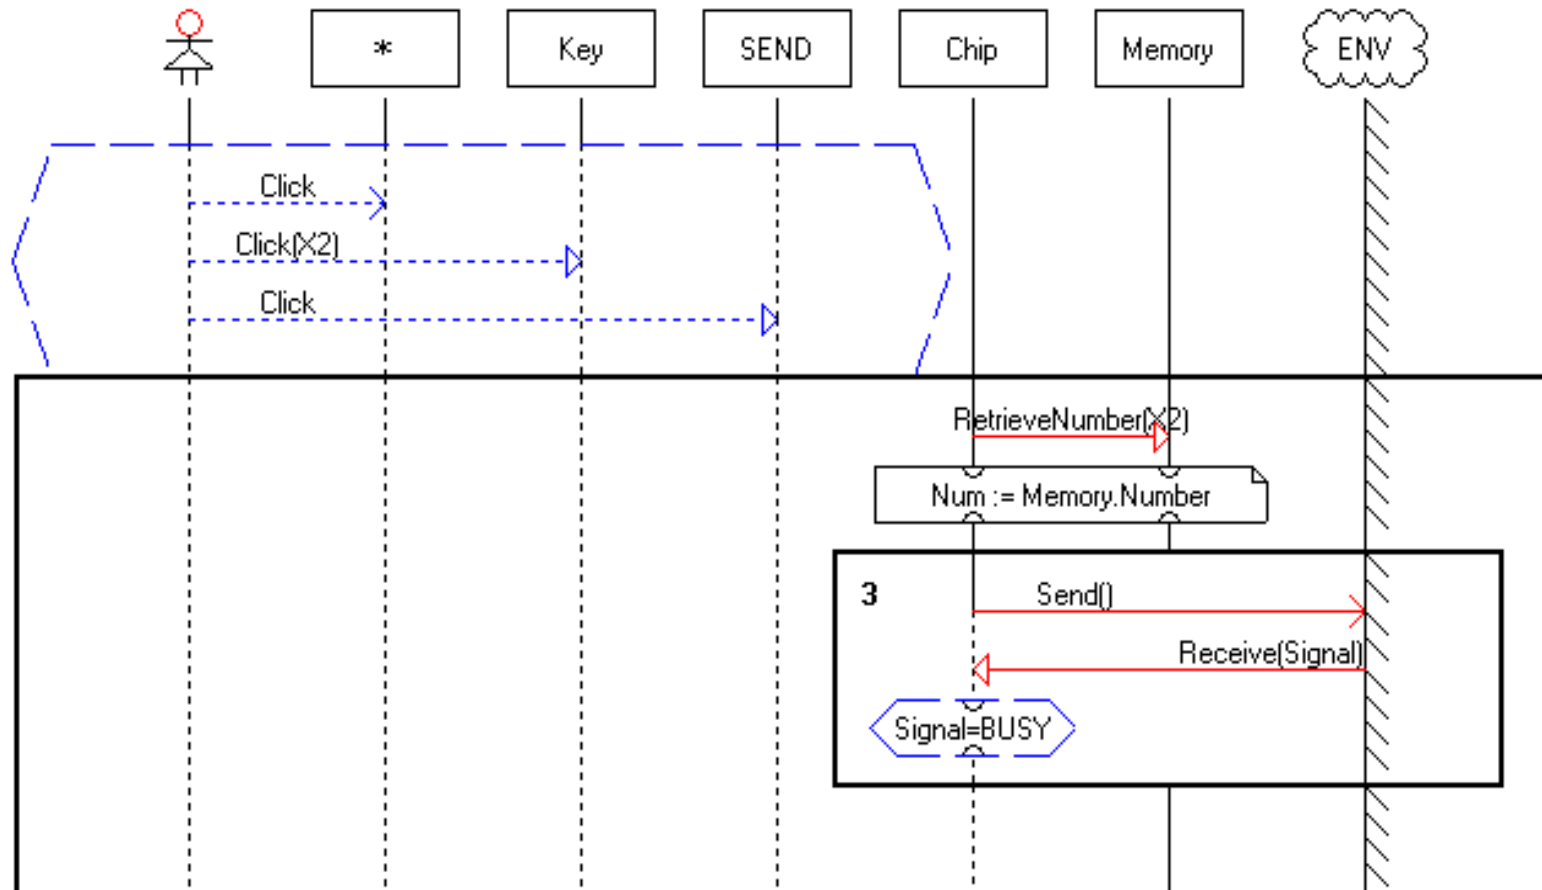 *
Key
SEND
Chip
Memory
ENV
Click
Click(X2)
Click
RetrieveNumber(X2)
Num := Memory.Number
3
Send()
Receive(Signal)
Signal=BUSY